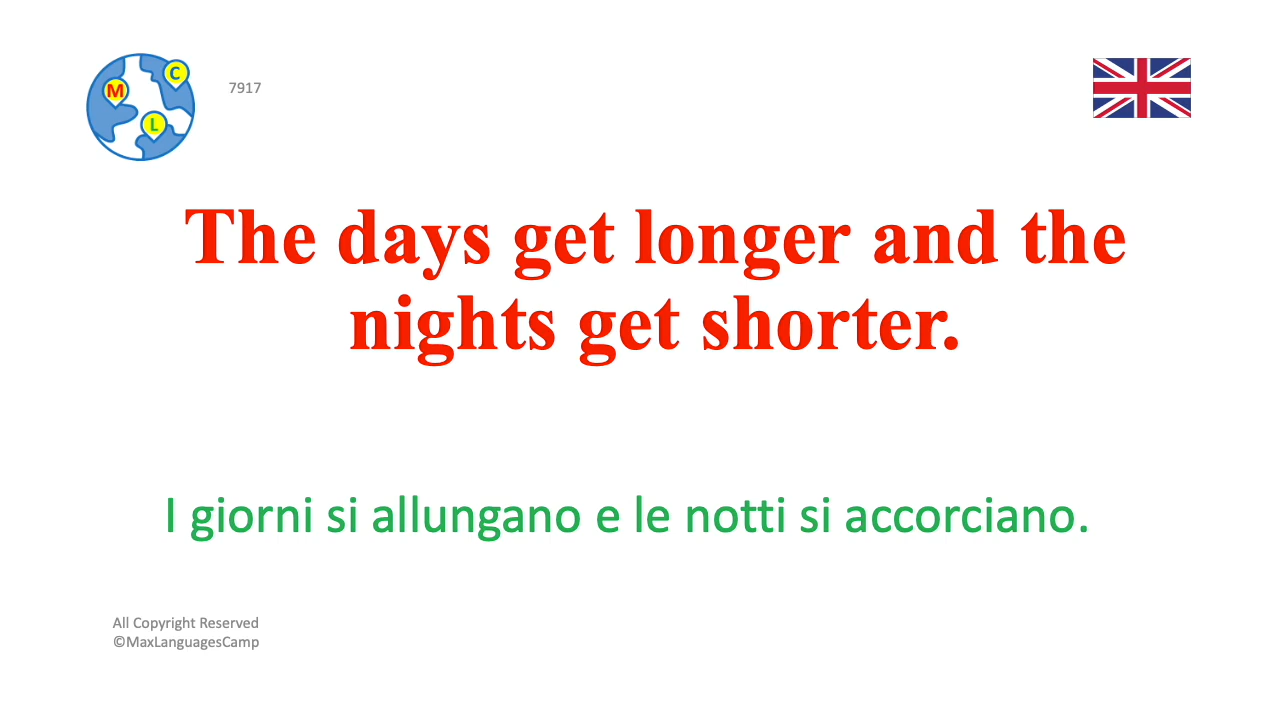 M
C
L
7917
The days get longer and the
nights get shorter.
I giorni si allungano e le notti si accorciano.
All Copyright Reserved
©MaxLanguagesCamp